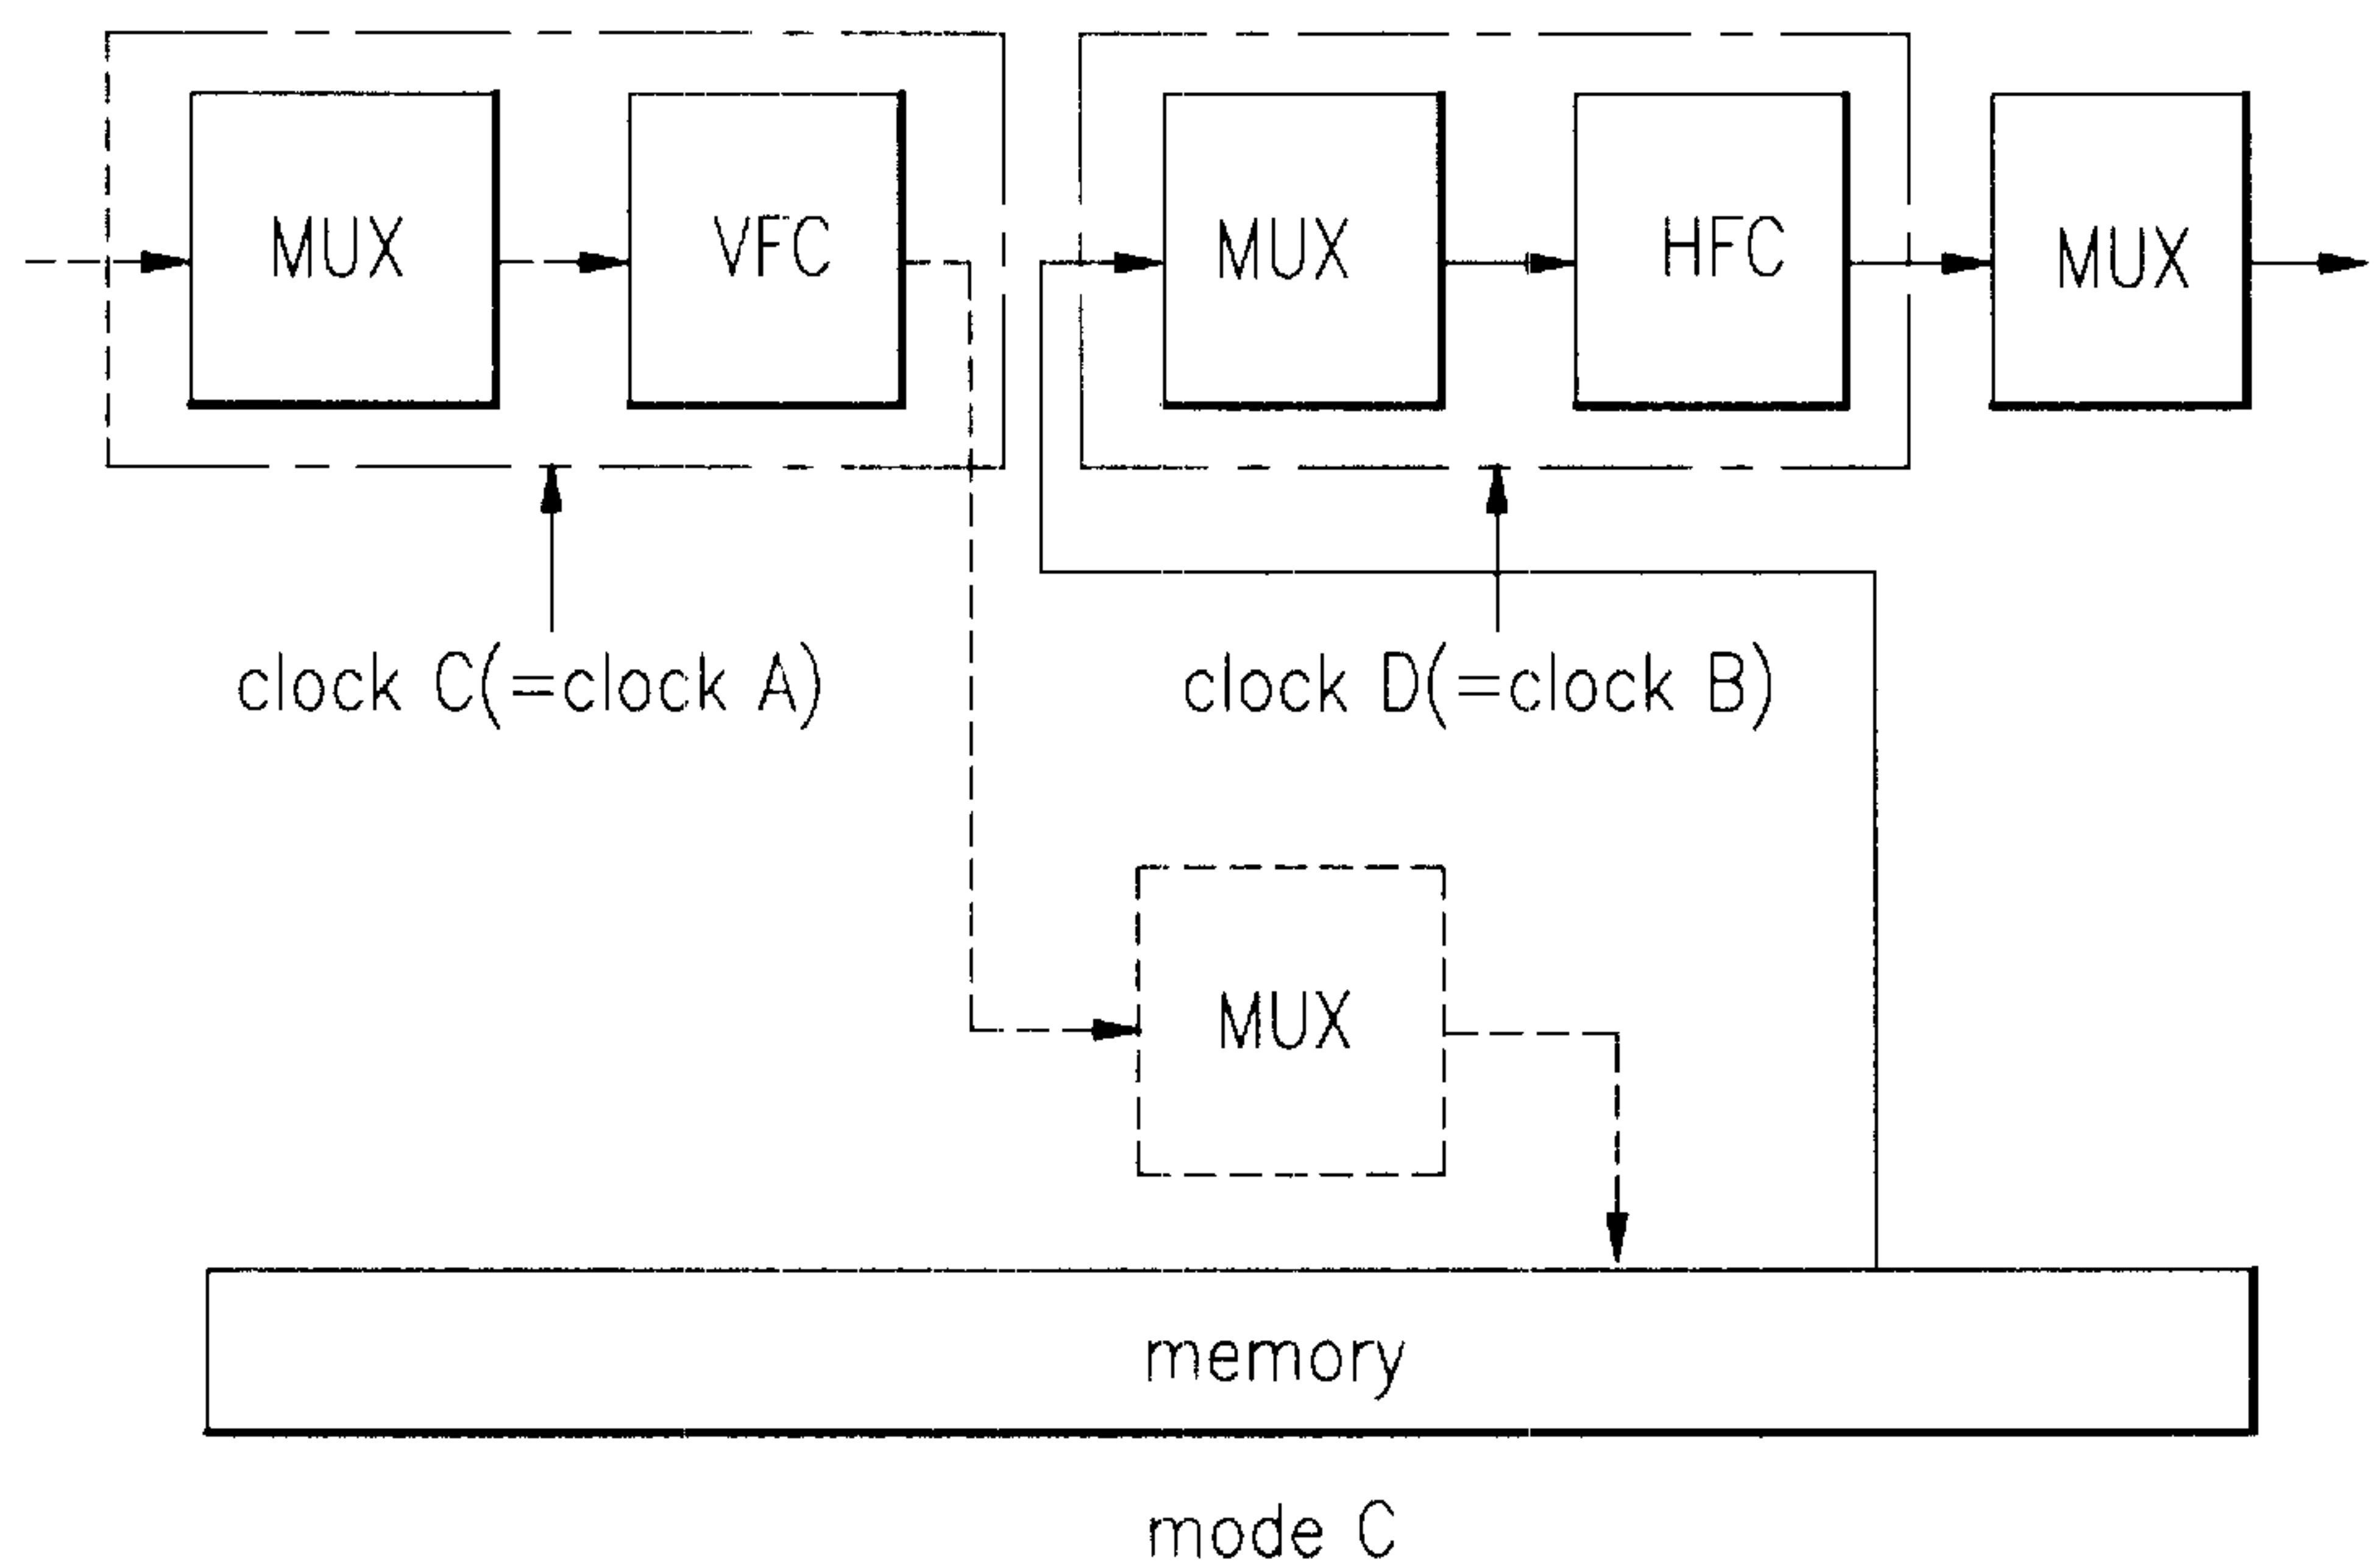 MUX
VFC
MUX
HFC
MUX
clock C(=clock A)
clock D(=clock B)
MUX
memory
mode C